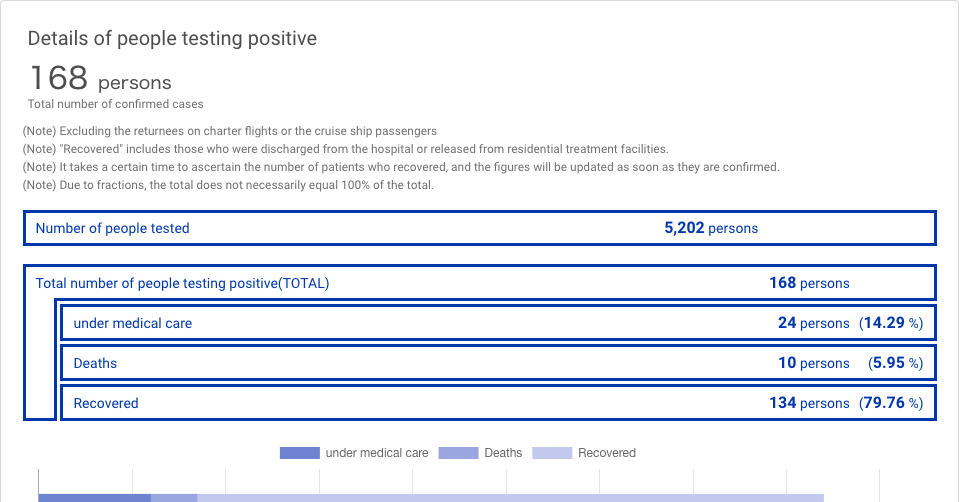 Details of people testing positive
168 persons
Total number of confirmed cases
(Note) Excluding the returnees on charter flights or the cruise ship passengers
(Note) "Recovered" includes those who were discharged from the hospital or released from residential treatment facilities.
(Note) It takes a certain time to ascertain the number of patients who recovered, and the figures will be updated as soon as they are confirmed.
(Note) Due to fractions, the total does not necessarily equal 100% of the total.
Number of people tested 5,202 persons
Total number of people testing positive(TOTAL) 168 persons
under medical care 24 persons (14.29 %)
Deaths 10 persons (5.95 %)
Recovered 134 persons (79.76 %)
under medical care Deaths Recovered